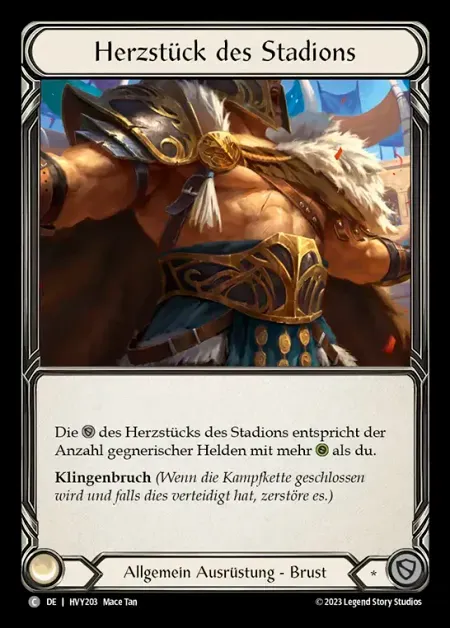 Herzstück des Stadions
Die des Herzstücks des Stadions entspricht der
Anzahl gegnerischer Helden mit mehr als du.
Klingenbruch (Wenn die Kampfkette geschlossen
wird und falls dies verteidigt hat, zerstöre es.)
Allgemein Ausrüstung - Brust
*
C DE | HVY203 Mace Tan
© 2023 Legend Story Studios